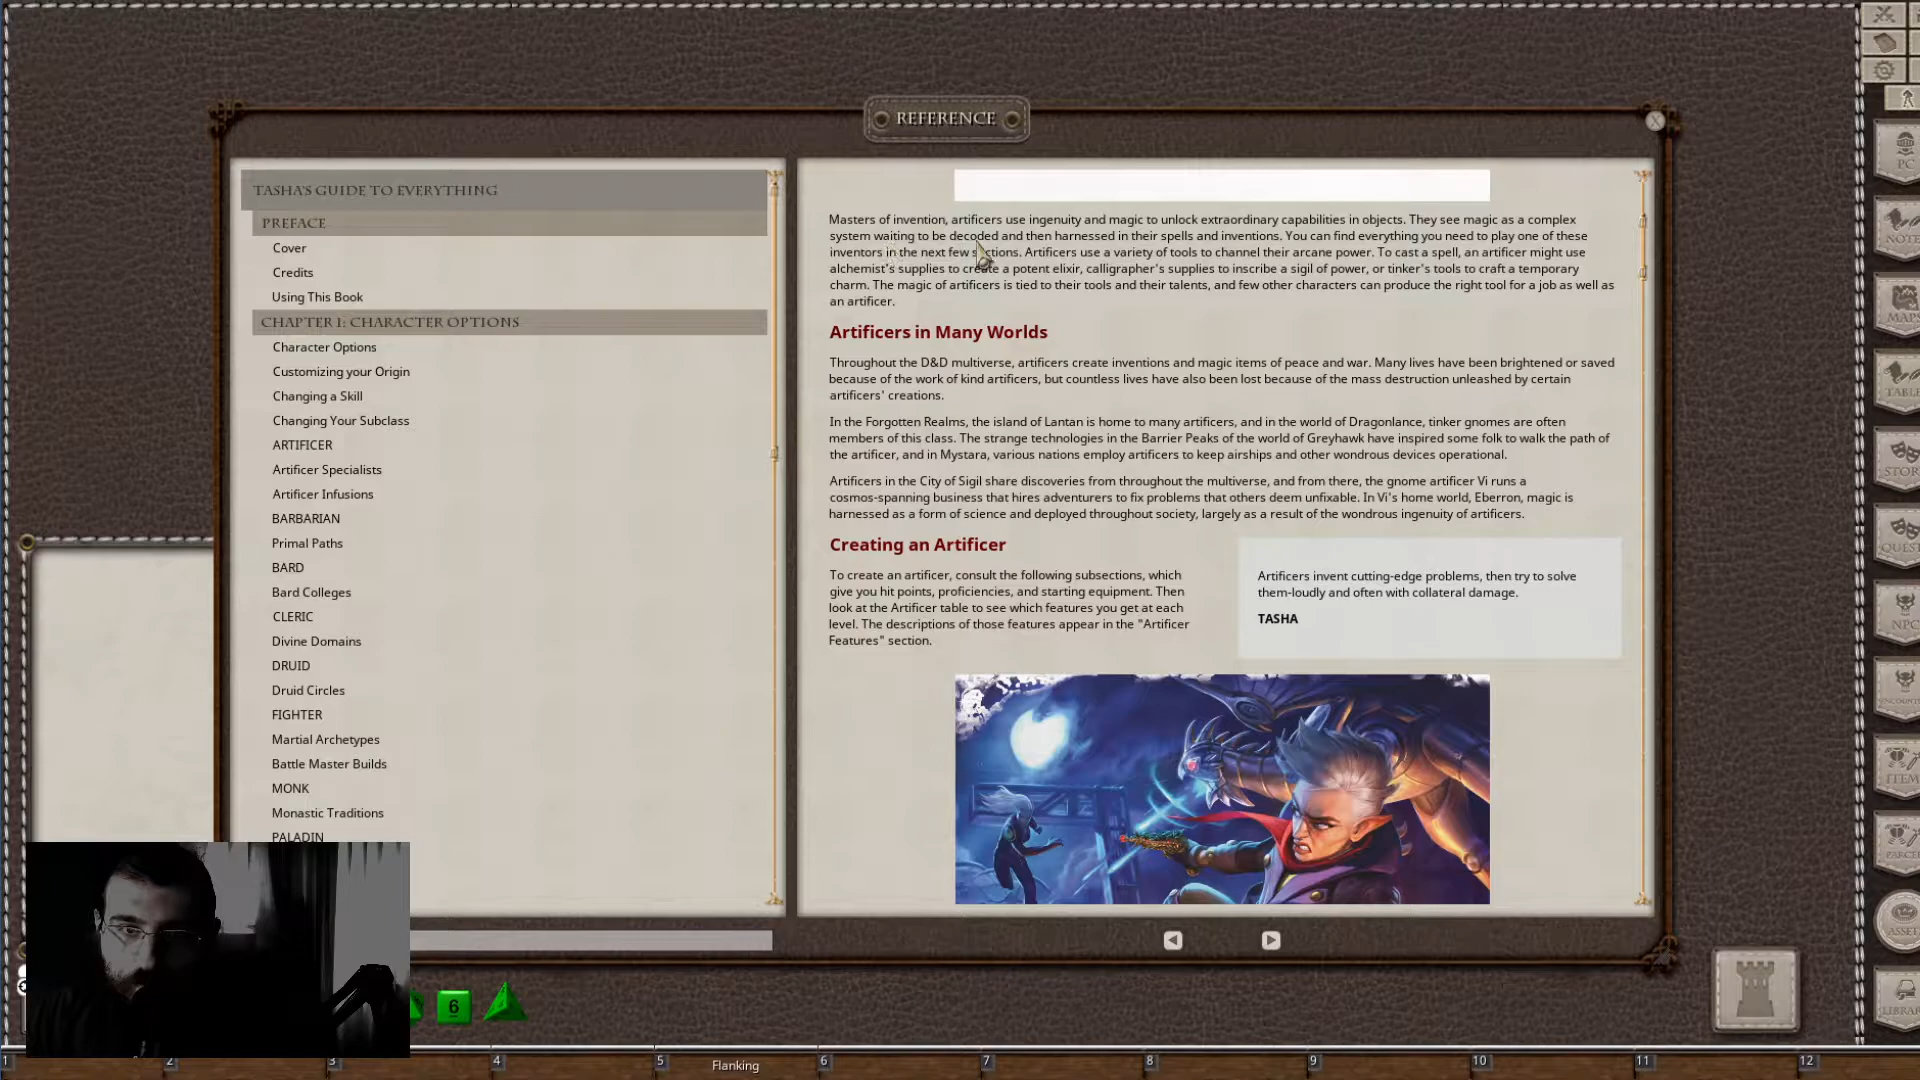 REFERENCE
TASHA'S GUIDE TO EVERYTHING
PREFACE
Cover
Credits
Using This Book
CHAPTER 1: CHARACTER OPTIONS
Character Options
Customizing your Origin
Changing a Skill
Changing Your Subclass
ARTIFICER
Artificer Specialists
Artificer Infusions
BARBARIAN
Primal Paths
BARD
Bard Colleges
CLERIC
Divine Domains
DRUID
Druid Circles
FIGHTER
Martial Archetypes
Battle Master Builds
MONK
Monastic Traditions
PALADIN
Masters of invention, artificers use ingenuity and magic to unlock extraordinary capabilities in objects. They see magic as a complex
system waiting to be decoded and then harnessed in their spells and inventions. You can find everything you need to play one of these
inventors in the next few sections. Artificers use a variety of tools to channel their arcane power. To cast a spell, an artificer might use
alchemist's supplies to create a potent elixir, calligrapher's supplies to inscribe a sigil of power, or tinker's tools to craft a temporary
charm. The magic of artificers is tied to their tools and their talents, and few other characters can produce the right tool for a job as well as
an artificer.
Artificers in Many Worlds
Throughout the D&D multiverse, artificers create inventions and magic items of peace and war. Many lives have been brightened or saved
because of the work of kind artificers, but countless lives have also been lost because of the mass destruction unleashed by certain
artificers' creations.
In the Forgotten Realms, the island of Lantan is home to many artificers, and in the world of Dragonlance, tinker gnomes are often
members of this class. The strange technologies in the Barrier Peaks of the world of Greyhawk have inspired some folk to walk the path of
the artificer, and in Mystara, various nations employ artificers to keep airships and other wondrous devices operational.
Artificers in the City of Sigil share discoveries from throughout the multiverse, and from there, the gnome artificer Vi runs a
cosmos-spanning business that hires adventurers to fix problems that others deem unfixable. In Vi's home world, Eberron, magic is
harnessed as a form of science and deployed throughout society, largely as a result of the wondrous ingenuity of artificers.
Creating an Artificer
To create an artificer, consult the following subsections, which
give you hit points, proficiencies, and starting equipment. Then
look at the Artificer table to see which features you get at each
level. The descriptions of those features appear in the "Artificer
Features" section.
Artificers invent cutting-edge problems, then try to solve
them-loudly and often with collateral damage.
TASHA
PC
NOTE
MAPS
TABLE
STOR
QUEST
NPC
ENCOUNT
ITEM
PARCE
ASSET
LIBRAR
6
1 2 3 4 5 Flanking 6 7 8 9 10 11 12